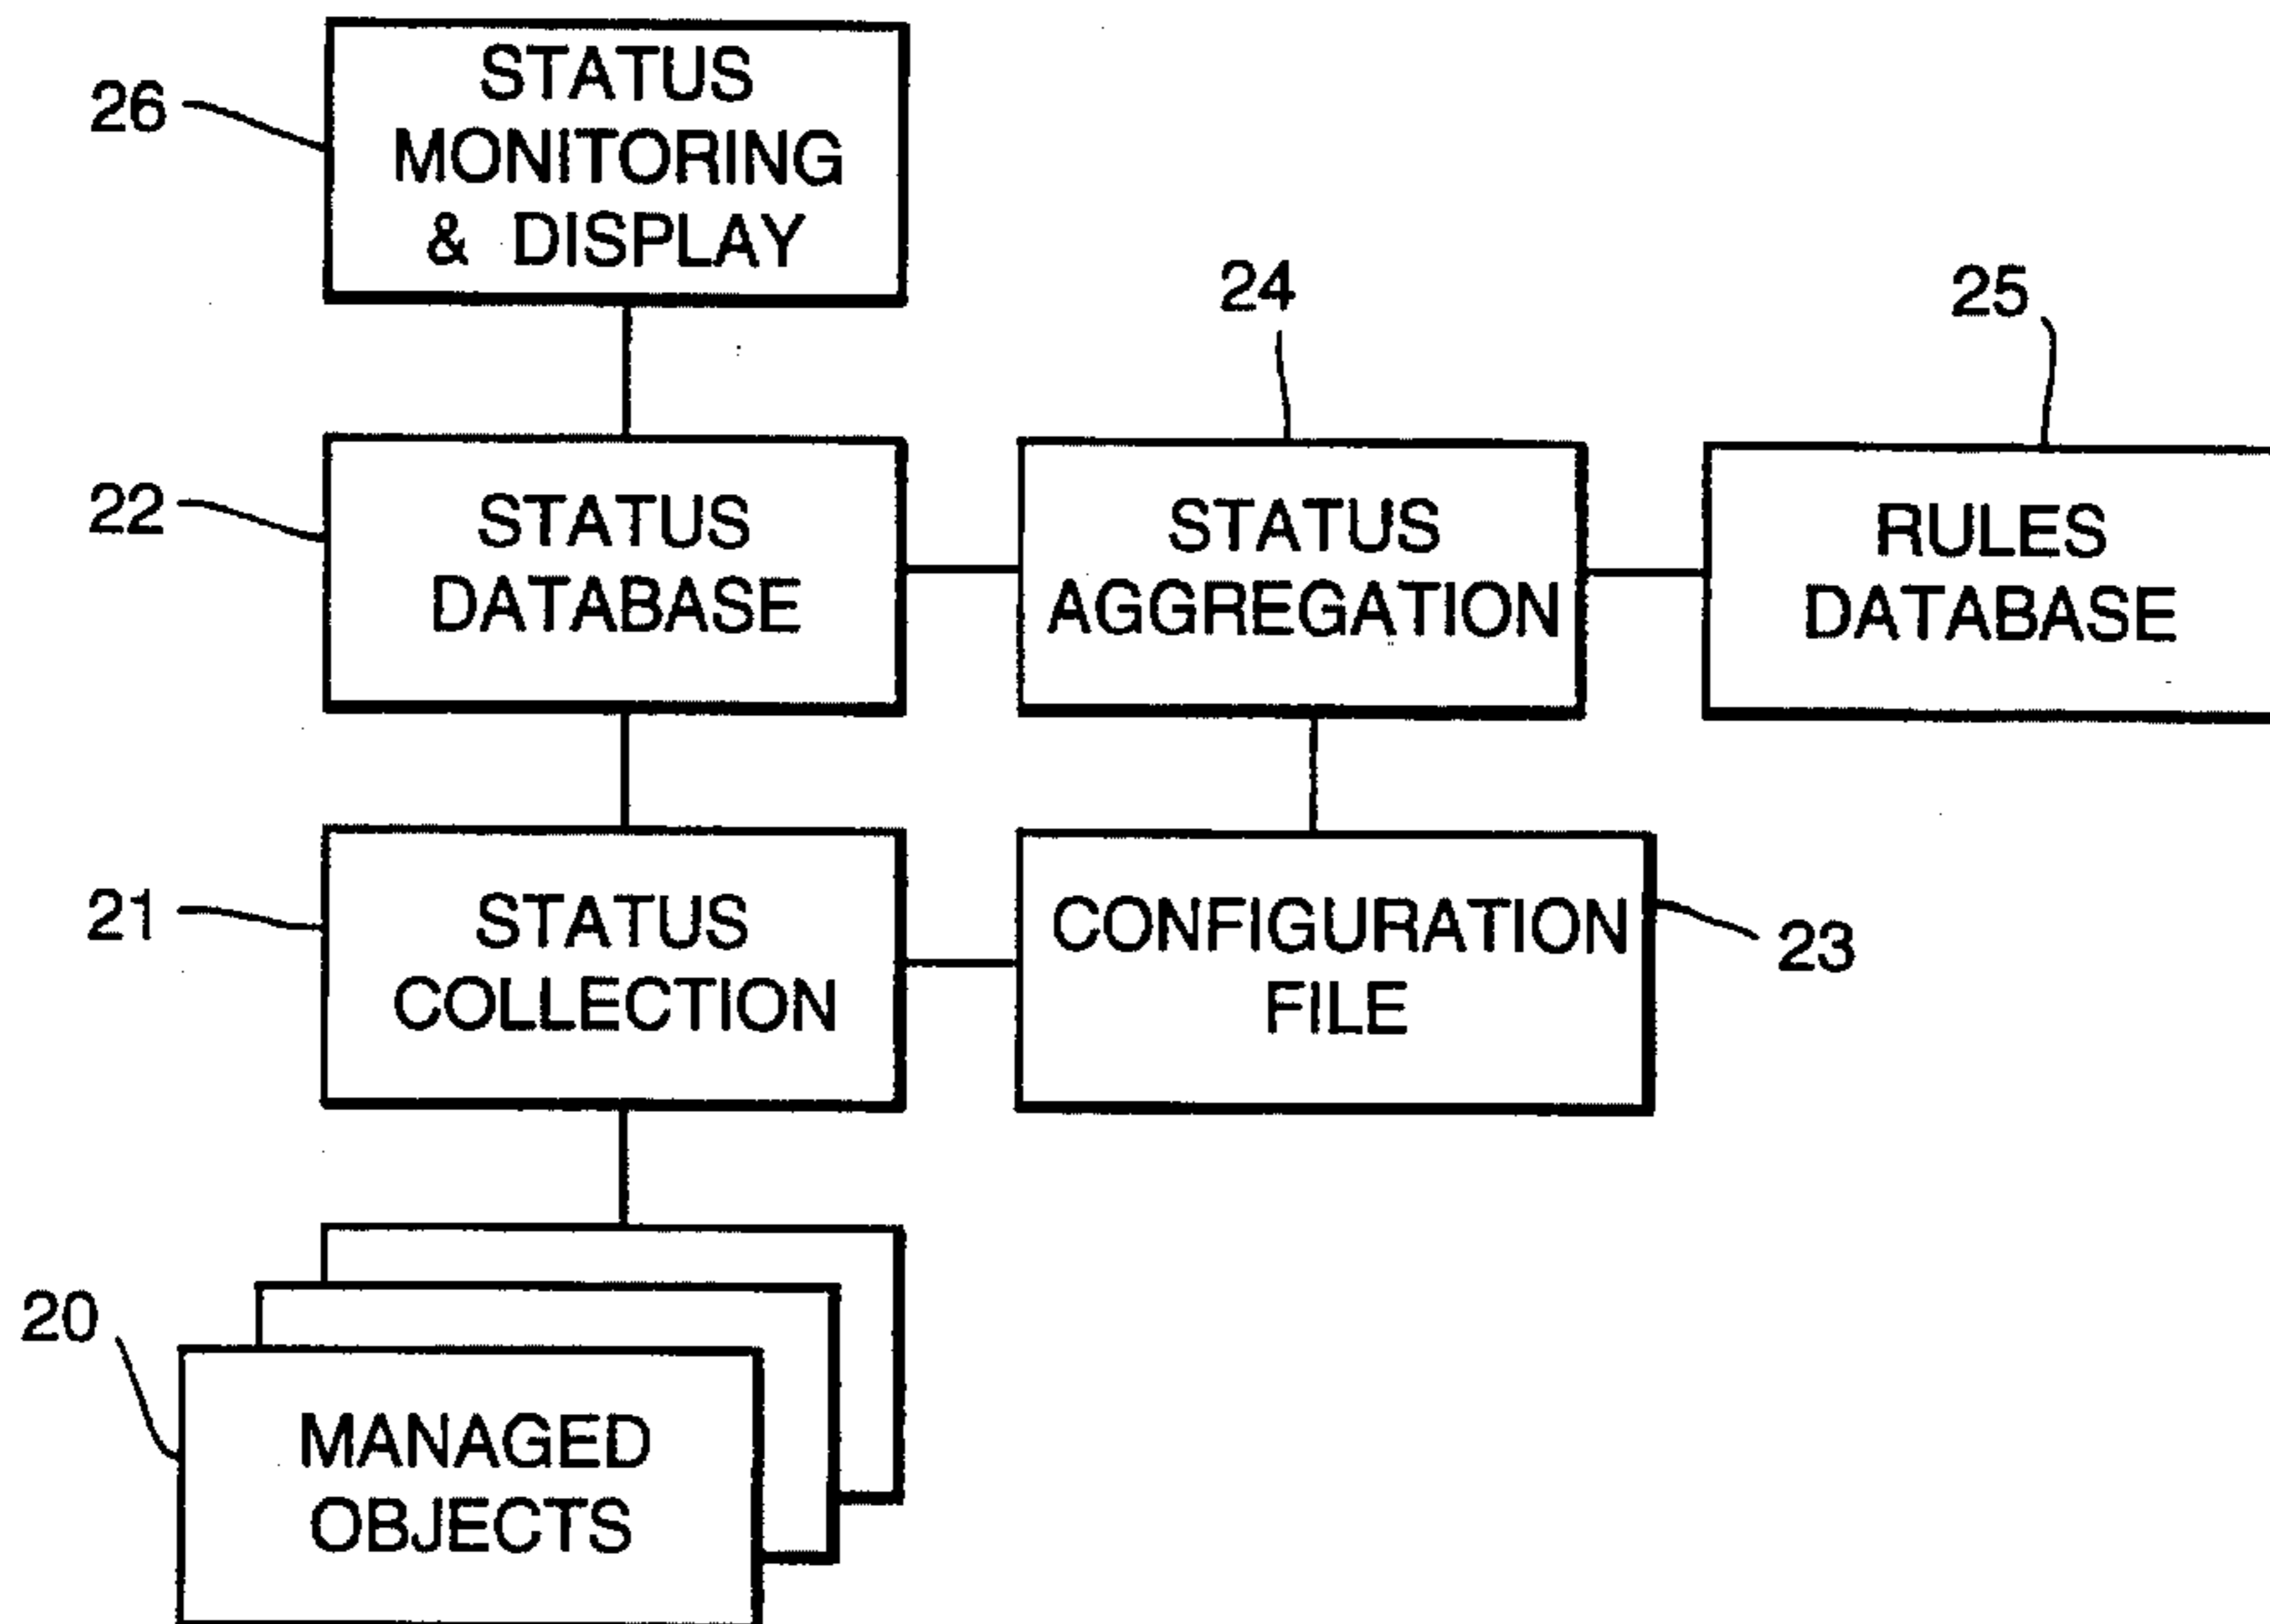 26
STATUS
MONITORING
& DISPLAY
24
25
22
STATUS
DATABASE
STATUS
AGGREGATION
RULES
DATABASE
21
STATUS
COLLECTION
CONFIGURATION
FILE
23
20
MANAGED
OBJECTS